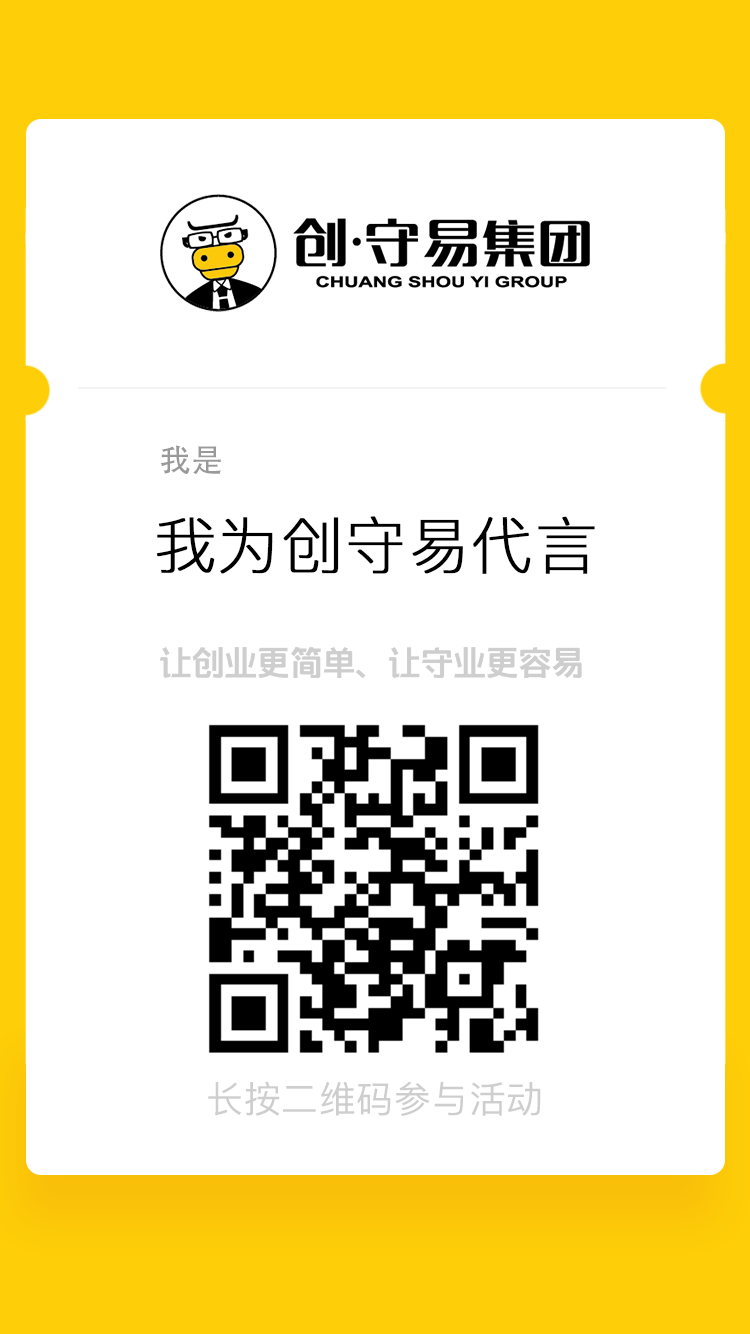 创·守易集团
CHUANG SHOU YI GROUP
我是
我为创守易代言
让创业更简单、让守业更容易
长按二维码参与活动